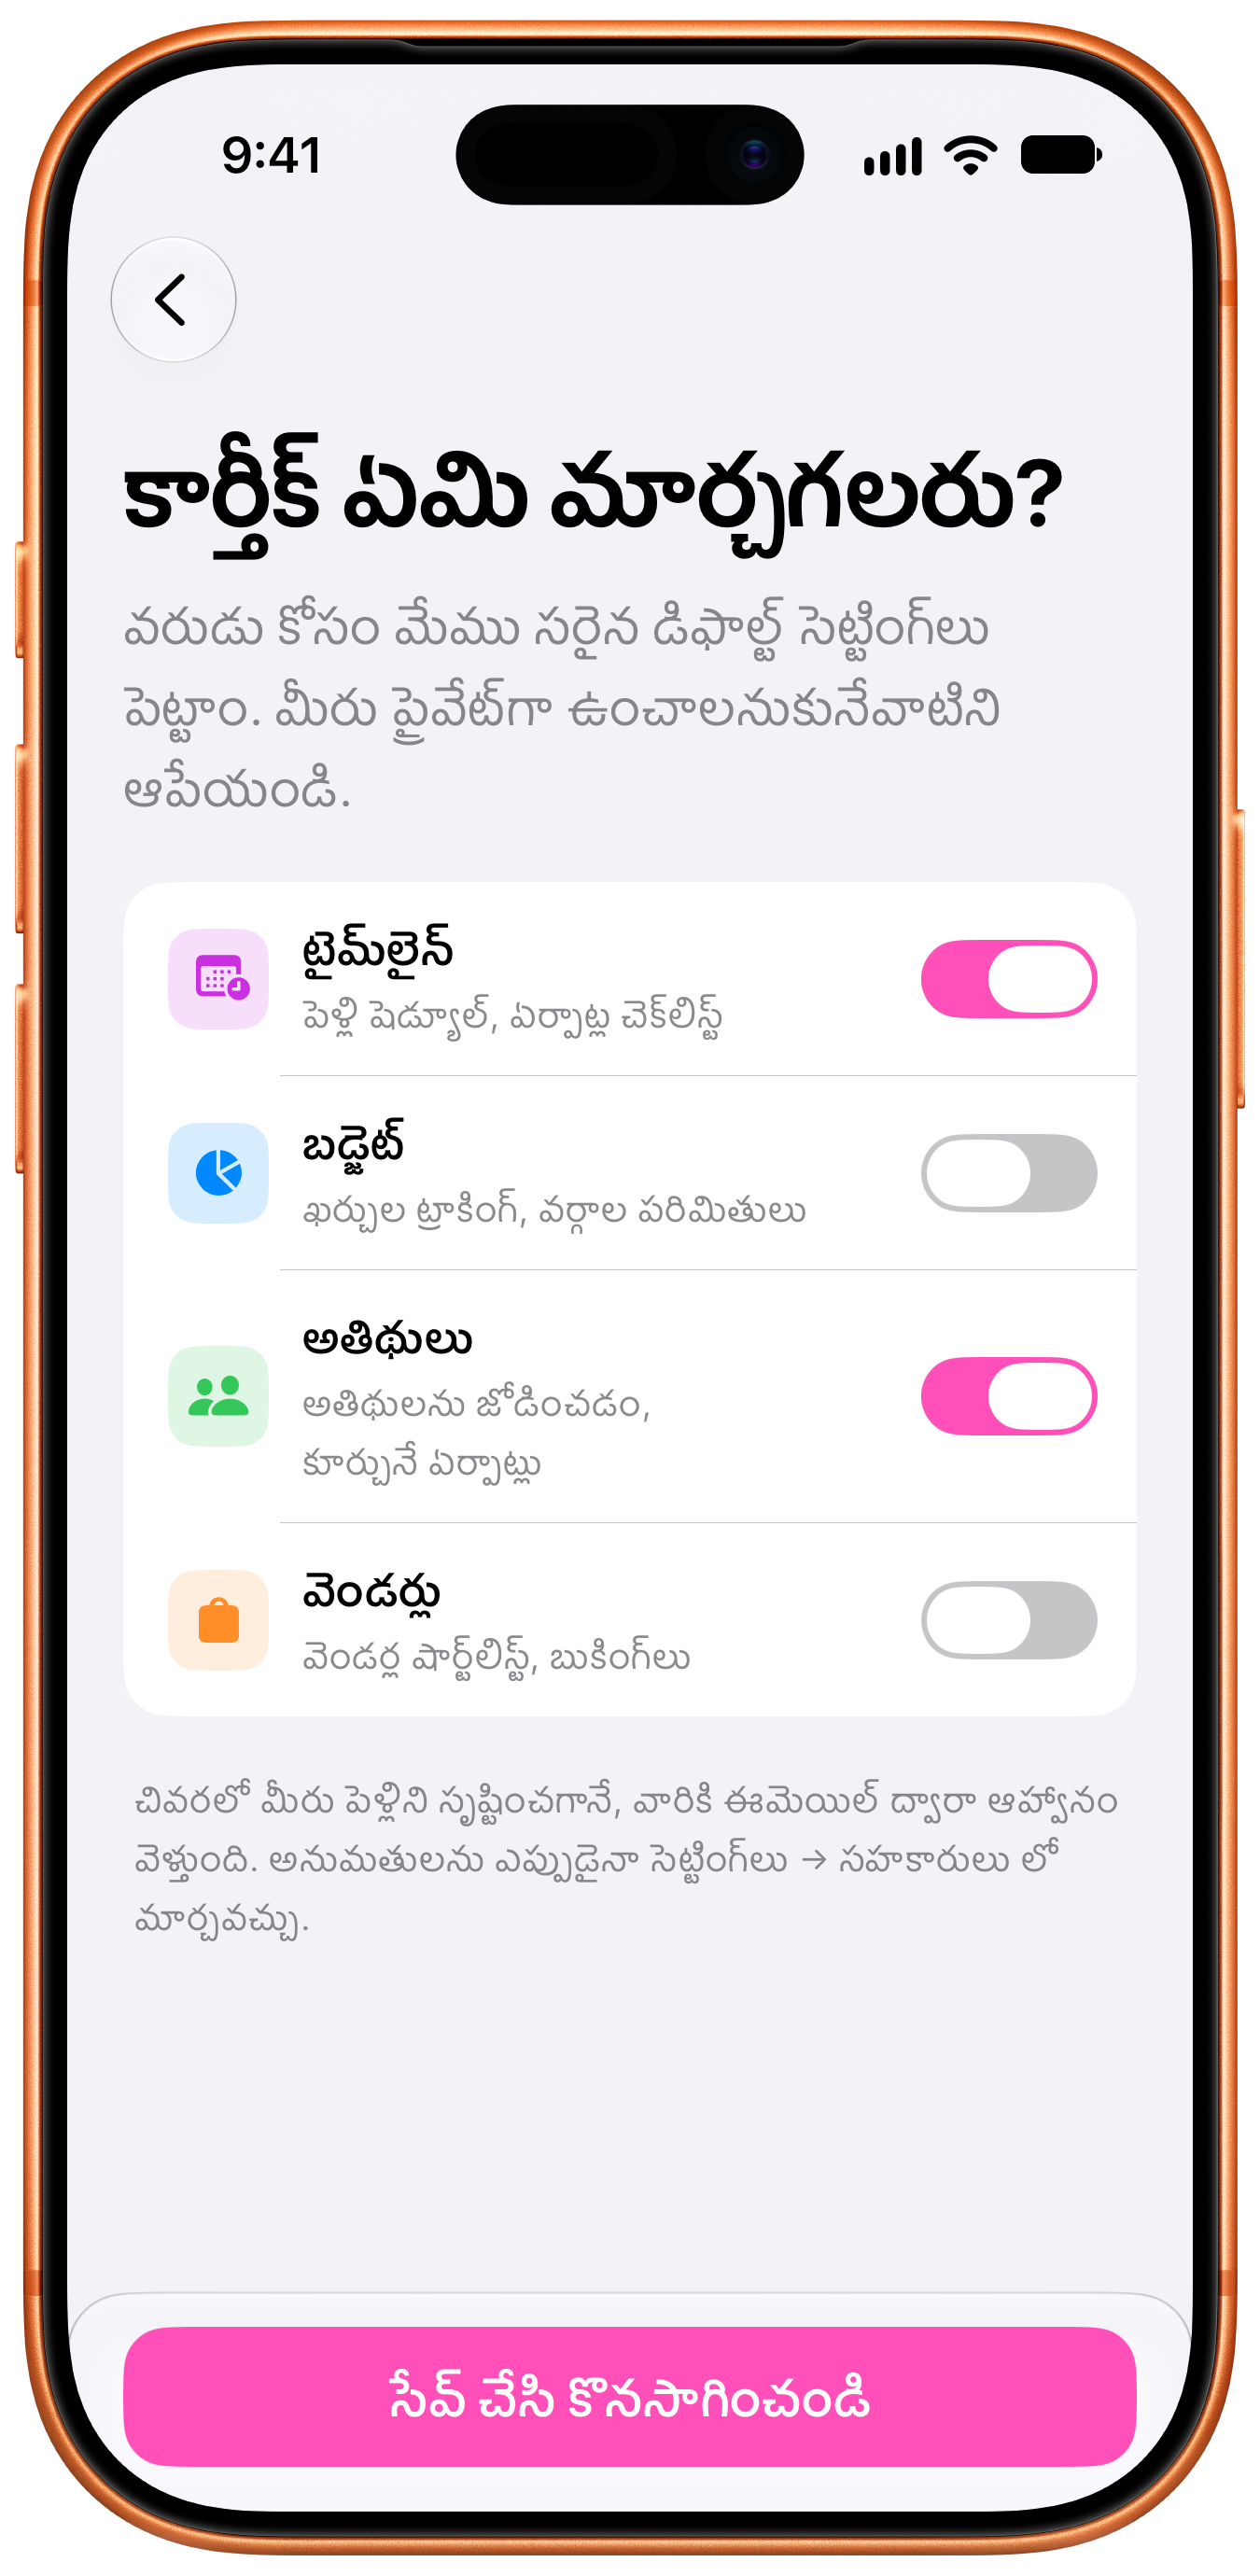 9:41
కార్తీక్ ఏమి మార్చగలరు?
వరుడు కోసం మేము సరైన డిఫాల్ట్ సెట్టింగ్‌లు
పెట్టాం. మీరు ప్రైవేట్‌గా ఉంచాలనుకునేవాటిని
ఆపేయండి.
టైమ్‌లైన్
పెళ్లి షెడ్యూల్, ఏర్పాట్ల చెక్‌లిస్ట్
బడ్జెట్
ఖర్చుల ట్రాకింగ్, వర్గాల పరిమితులు
అతిథులు
అతిథులను జోడించడం,
కూర్చునే ఏర్పాట్లు
వెండర్లు
వెండర్ల షార్ట్‌లిస్ట్, బుకింగ్‌లు
చివరలో మీరు పెళ్లిని సృష్టించగానే, వారికి ఈమెయిల్ ద్వారా ఆహ్వానం
వెళ్తుంది. అనుమతులను ఎప్పుడైనా సెట్టింగ్‌లు → సహకారులు లో
మార్చవచ్చు.
సేవ్ చేసి కొనసాగించండి